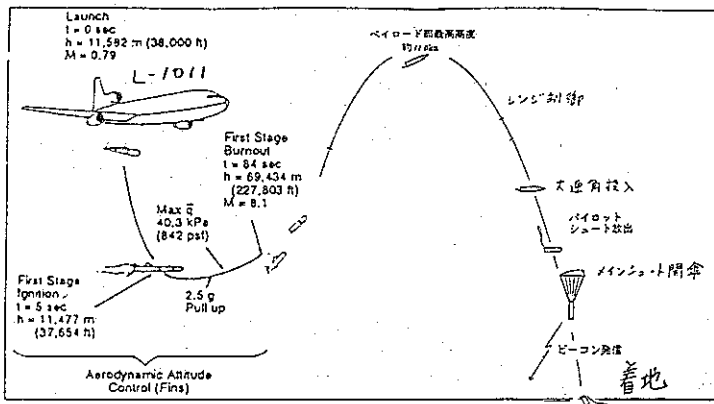 Launch
t = 0 sec
h = 11,592 m (38,000 ft)
M = 0.79
L-1011
First Stage
Ignition
t = 5 sec
h = 11,477 m
(37,654 ft)
Max q̄
40.3 kPa
(842 psf)
2.5 g
Pull up
First Stage
Burnout
t = 84 sec
h = 69,434 m
(227,803 ft)
M = 8.1
Aerodynamic Attitude
Control (Fins)
ペイロード部最高高度
レンジ制御
大迎角投入
パイロット
シュート放出
メインシュート開傘
ビーコン発信
着地